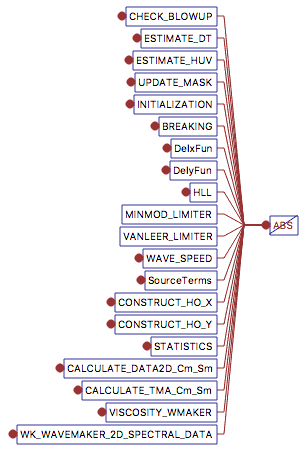 CHECK_BLOWUP
ESTIMATE_DT
ESTIMATE_HUV
UPDATE_MASK
INITIALIZATION
BREAKING
DelxFun
DelyFun
HLL
MINMOD_LIMITER
VANLEER_LIMITER
ABS
WAVE_SPEED
SourceTerms
CONSTRUCT_HO_X
CONSTRUCT_HO_Y
STATISTICS
CALCULATE_DATA2D_Cm_Sm
CALCULATE_TMA_Cm_Sm
VISCOSITY_WMAKER
WK_WAVEMAKER_2D_SPECTRAL_DATA